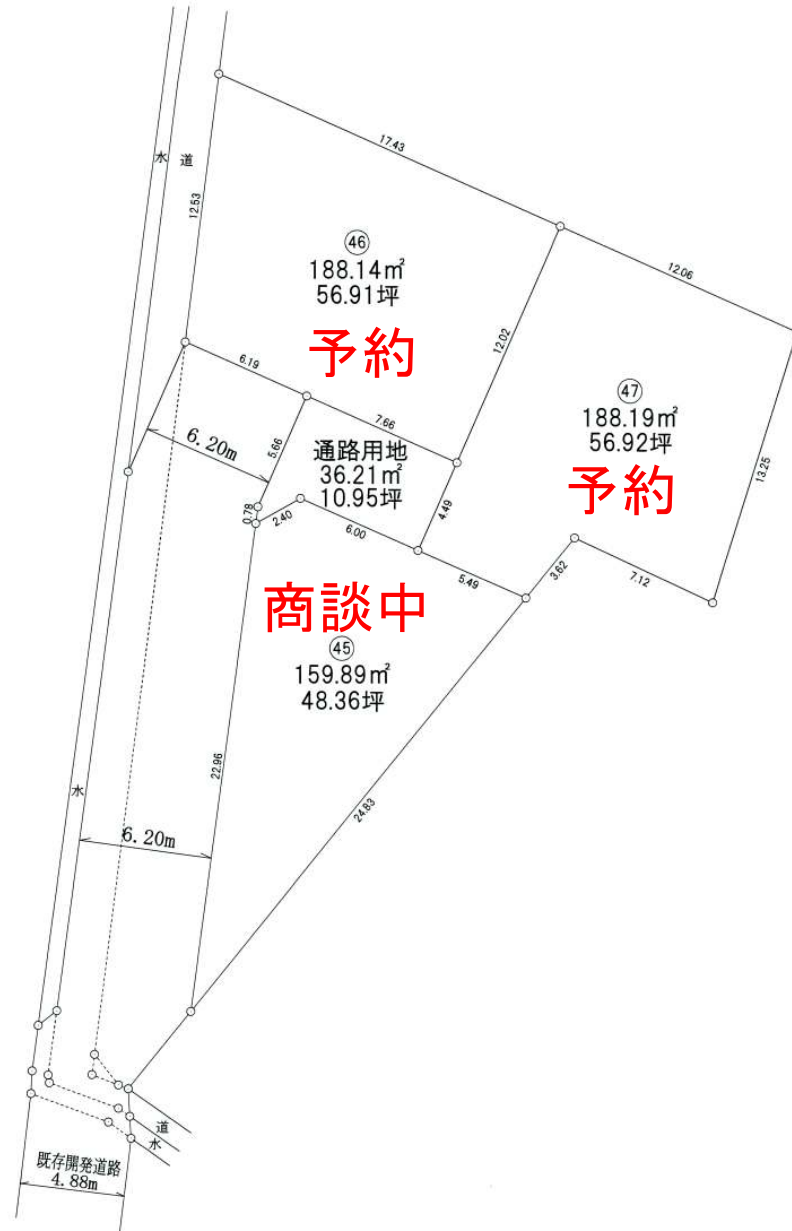 17.43
水
道
12.53
㊻
188.14㎡
56.91坪
予約
12.06
12.02
㊼
188.19㎡
56.92坪
予約
13.25
6.19
7.66
6.20m
5.66
通路用地
36.21㎡
10.95坪
0.78
2.40
6.00
4.49
5.49
3.62
7.12
商談中
㊺
159.89㎡
48.36坪
22.96
24.83
水
6.20m
道
水
既存開発道路
4.88m